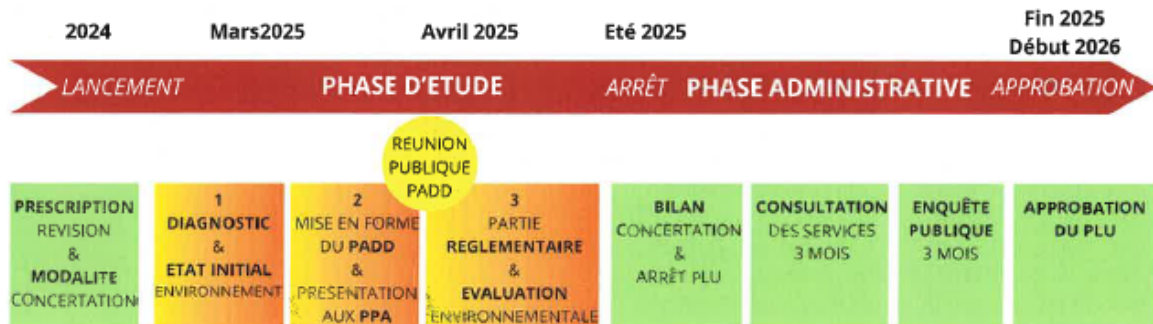 2024
Mars2025
Avril 2025
Eté 2025
Fin 2025
Début 2026
LANCEMENT
PHASE D'ETUDE
ARRÊT
PHASE ADMINISTRATIVE
APPROBATION
REUNION
PUBLIQUE
PADD
PRESCRIPTION
REVISION
&
MODALITE
CONCERTATION
1
DIAGNOSTIC
&
ETAT INITIAL
ENVIRONNEMENT
2
MISE EN FORME
DU PADD
&
PRESENTATION
AUX PPA
3
PARTIE
REGLEMENTAIRE
&
EVALUATION
ENVIRONNEMENTALE
BILAN
CONCERTATION
&
ARRÊT PLU
CONSULTATION
DES SERVICES
3 MOIS
ENQUÊTE
PUBLIQUE
3 MOIS
APPROBATION
DU PLU